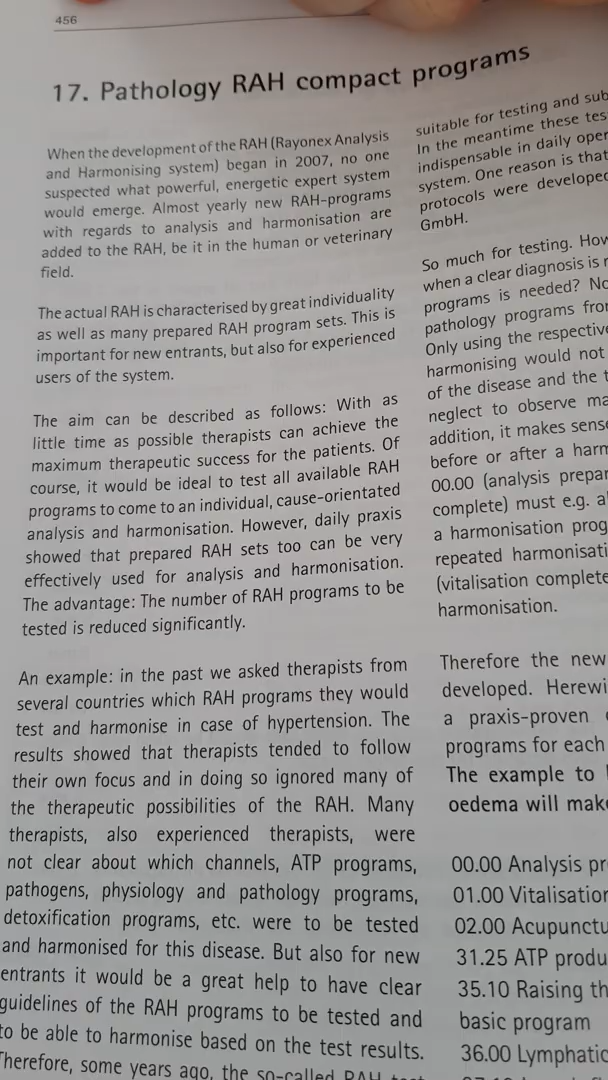 456
17. Pathology RAH compact programs
When the development of the RAH (Rayonex Analysis
and Harmonising system) began in 2007, no one
suspected what powerful, energetic expert system
would emerge. Almost yearly new RAH-programs
with regards to analysis and harmonisation are
added to the RAH, be it in the human or veterinary
field.
The actual RAH is characterised by great individuality
as well as many prepared RAH program sets. This is
important for new entrants, but also for experienced
users of the system.
The aim can be described as follows: With as
little time as possible therapists can achieve the
maximum therapeutic success for the patients. Of
course, it would be ideal to test all available RAH
programs to come to an individual, cause-orientated
analysis and harmonisation. However, daily praxis
showed that prepared RAH sets too can be very
effectively used for analysis and harmonisation.
The advantage: The number of RAH programs to be
tested is reduced significantly.
An example: in the past we asked therapists from
several countries which RAH programs they would
test and harmonise in case of hypertension. The
results showed that therapists tended to follow
their own focus and in doing so ignored many of
the therapeutic possibilities of the RAH. Many
therapists, also experienced therapists, were
not clear about which channels, ATP programs,
pathogens, physiology and pathology programs,
detoxification programs, etc. were to be tested
and harmonised for this disease. But also for new
entrants it would be a great help to have clear
guidelines of the RAH programs to be tested and
to be able to harmonise based on the test results.
Therefore, some years ago, the so-called RAH test
suitable for testing and sub
In the meantime these tes
indispensable in daily oper
system. One reason is that
protocols were developed
GmbH.
So much for testing. How
when a clear diagnosis is
programs is needed? No
pathology programs from
Only using the respective
harmonising would not
of the disease and the t
neglect to observe ma
addition, it makes sense
before or after a harm
00.00 (analysis prepar
complete) must e.g. a
a harmonisation prog
repeated harmonisati
(vitalisation complete
harmonisation.
Therefore the new
developed. Herewi
a praxis-proven
programs for each
The example to
oedema will make
00.00 Analysis pr
01.00 Vitalisation
02.00 Acupunctu
31.25 ATP produ
35.10 Raising th
basic program
36.00 Lymphatic